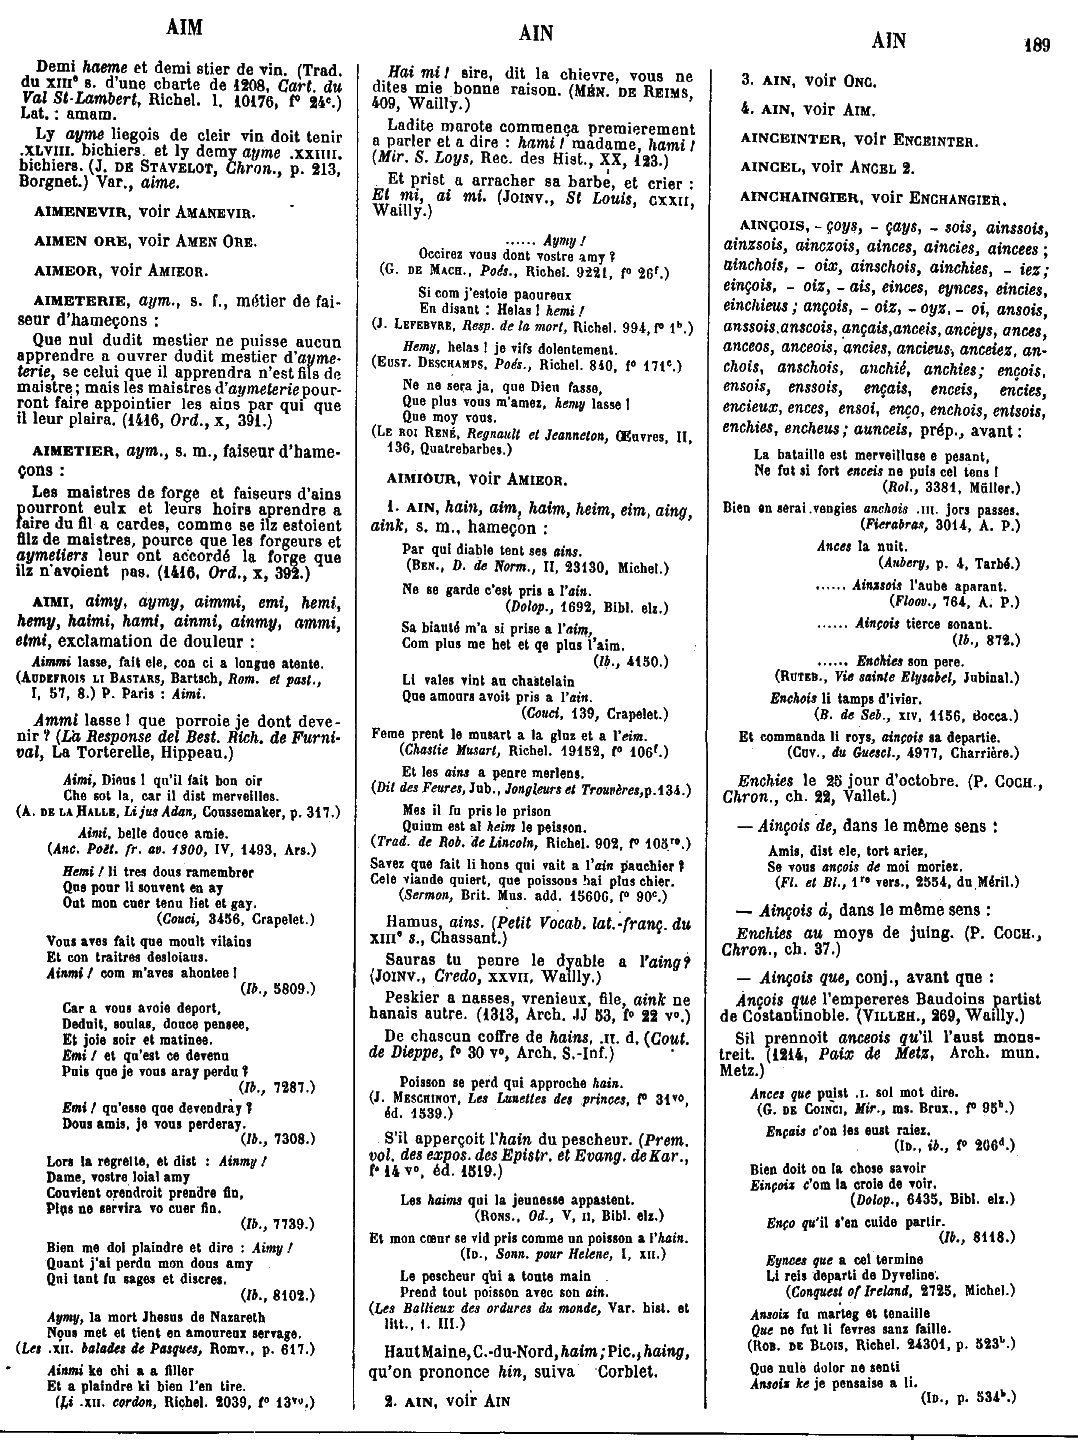 AIM
AIN
AIN
189
Demi haeme et demi stier de vin. (Trad.
du XIIIe s. d'une charte de 1208, Cart. du
Val St-Lambert, Richel. l. 10176, fo 24c.)
Lat. : amam.
Ly ayme liegois de cleir vin doit tenir
.XLVIII. bichiers. et ly demy ayme .XXIIII.
bichiers. (J. DE STAVELOT, Chron., p. 213,
Borgnet.) Var., aime.
AIMENEVIR, voir AMANEVIR.
AIMEN ORE, voir AMEN ORE.
AIMEOR, voir AMIEOR.
AIMETERIE, aym., s. f., métier de fai-
seur d'hameçons :
Que nul dudit mestier ne puisse aucun
apprendre a ouvrer dudit mestier d'ayme-
terie, se celui que il apprendra n'est fils de
maistre ; mais les maistres d'aymeterie pour-
ront faire appointier les ains par qui que
il leur plaira. (1416, Ord., X, 391.)
AIMETIER, aym., s. m., faiseur d'hame-
çons :
Les maistres de forge et faiseurs d'ains
pourront eulx et leurs hoirs aprendre a
faire du fil a cardes, comme se ilz estoient
filz de maistres, pource que les forgeurs et
aymetiers leur ont accordé la forge que
ilz n'avoient pas. (1416, Ord., X, 392.)
AIMI, aimy, aymy, aimmi, emi, hemi,
hemy, haimi, hami, ainmi, ainmy, ammi,
etmi, exclamation de douleur :
Aimmi lasse, fait ele, con ci a longue atente.
(AUDEFROIS LI BASTARS, Bartsch, Rom. et past.,
I, 57, 8.) P. Paris : Aimi.
Ammi lasse ! que porroie je dont deve-
nir ? (La Response del Best. Rich. de Furni-
val, La Torterelle, Hippeau.)
Aimi, Dieus ! qu'il fait bon oir
Che sot la, car il dist merveilles.
(A. DE LA HALLE, Li jus Adan, Coussemaker, p. 317.)
Aimi, belle douce amie.
(Anc. Poët. fr. av. 1300, IV, 1493, Ars.)
Hemi ! li tres dous ramembrer
Que pour li souvent en ay
Ont mon cuer tenu liet et gay.
(Couci, 3456, Crapelet.)
Vous aves fait que moult vilains
Et con traitres desloiaus.
Ainmi ! com m'aves ahontee !
(Ib., 5809.)
Car a vous avoie deport,
Deduit, soulas, douce pensee,
Et joie soir et matinee.
Emi ! et qu'est ce devenu
Puis que je vous aray perdu ?
(Ib., 7287.)
Emi ! qu'esse que devendray ?
Dous amis, je vous perderay.
(Ib., 7308.)
Lors la regrette, et dist : Ainmy !
Dame, vostre loial amy
Convient orendroit prendre fin,
Plus ne servira vo cuer fin.
(Ib., 7739.)
Bien me doi plaindre et dire : Aimy !
Quant j'ai perdu mon dous amy
Qui tant fu sages et discres.
(Ib., 8102.)
Aymy, la mort Jhesus de Nazareth
Nous met et tient en amoureux servage.
(Les .XII. balades de Pasques, Romv., p. 617.)
Ainmi ke chi a a filler
Et a plaindre ki bien l'en tire.
(Li .XII. cordon, Richel. 2039, fo 13vo.)
Hai mi ! sire, dit la chievre, vous ne
dites mie bonne raison. (MÉN. DE REIMS,
409, Wailly.)
Ladite marote commença premierement
a parler et a dire : hami ! madame, hami !
(Mir. S. Loys, Rec. des Hist., XX, 123.)
Et prist a arracher sa barbe, et crier :
Et mi, ai mi. (JOINV., St Louis, CXXII,
Wailly.)
...... Aymy !
Occirez vous dont vostre amy ?
(G. DE MACH., Poés., Richel. 9221, fo 26f.)
Si com j'estoie paoureux
En disant : Helas ! hemi !
(J. LEFEBVRE, Resp. de la mort, Richel. 994, fo 1b.)
Hemy, helas ! je vifs dolentement.
(EUST. DESCHAMPS, Poés., Richel. 840, fo 171c.)
Ne ne sera ja, que Dieu fasse,
Que plus vous m'amez, hemy lasse !
Que moy vous.
(LE ROI RENÉ, Regnault et Jeanneton, Œuvres, II,
136, Quatrebarbes.)
AIMIOUR, voir AMIEOR.
1. AIN, hain, aim, haim, heim, eim, aing,
aink, s. m., hameçon :
Par qui diable tent ses ains.
(BEN., D. de Norm., II, 23130, Michel.)
Ne se garde c'est pris a l'ain.
(Dolop., 1692, Bibl. elz.)
Sa biauté m'a si prise a l'aim,
Com plus me het et qe plus l'aim.
(Ib., 4150.)
Li vales vint au chastelain
Que amours avoit pris a l'ain.
(Couci, 139, Crapelet.)
Feme prent le musart a la gluz et a l'eim.
(Chastie Musart, Richel. 19152, fo 106f.)
Et les ains a penre merlens.
(Dit des Feures, Jub., Jongleurs et Trouvères, p. 134.)
Mes il fu pris le prison
Quium est al heim le peisson.
(Trad. de Rob. de Lincoln, Richel. 902, fo 105ro.)
Savez que fait li hons qui vait a l'ain pauchier ?
Cele viande quiert, que poissons hai plus chier.
(Sermon, Brit. Mus. add. 15606, fo 90c.)
Hamus, ains. (Petit Vocab. lat.-franç. du
XIIIe s., Chassant.)
Sauras tu penre le dyable a l'aing ?
(JOINV., Credo, XXVII, Wailly.)
Peskier a nasses, vrenieux, file, aink ne
hanais autre. (1313, Arch. JJ 53, fo 22 vo.)
De chascun coffre de hains, .II. d. (Cout.
de Dieppe, fo 30 vo, Arch. S.-Inf.)
Poisson se perd qui approche hain.
(J. MESCHINOT, Les Lunettes des princes, fo 31vo,
éd. 1539.)
S'il apperçoit l'hain du pescheur. (Prem.
vol. des expos. des Epistr. et Evang. de Kar.,
fo 14 vo, éd. 1519.)
Les haims qui la jeunesse appastent.
(RONS., Od., V, II, Bibl. elz.)
Et mon cœur se vid pris comme un poisson a l'hain.
(ID., Sonn. pour Helene, I, XII.)
Le pescheur qui a toute main
Prend tout poisson avec son ain.
(Les Ballieux des ordures du monde, Var. hist. et
litt., t. III.)
Haut Maine, C.-du-Nord, haim ; Pic., haing,
qu'on prononce hin, suiva Corblet.
2. AIN, voir AIN
3. AIN, voir ONC.
4. AIN, voir AIM.
AINCEINTER, voir ENCEINTER.
AINCEL, voir ANCEL 2.
AINCHAINGIER, voir ENCHANGIER.
AINÇOIS, - çoys, - çays, - sois, ainssois,
ainzsois, ainczois, ainces, aincies, aincees ;
ainchois, - oix, ainschois, ainchies, - iez ;
einçois, - oiz, - ais, einces, eynces, eincies,
einchieus ; ançois, - oiz, - oyz, - oi, ansois,
anssois, anscois, ançais, anceis, anceys, ances,
anceos, anceois, ancies, ancieus, anceiez, an-
chois, anschois, anchié, anchies ; ençois,
ensois, enssois, ençais, enceis, encies,
encieux, ences, ensoi, enço, enchois, entsois,
enchies, encheus ; aunceis, prép., avant :
La bataille est merveilluse e pesant,
Ne fut si fort enceis ne puis cel tens !
(Rol., 3381, Müller.)
Bien en serai vengies anchois .III. jors passes.
(Fierabras, 3014, A. P.)
Ances la nuit.
(Aubery, p. 4, Tarbé.)
...... Ainzsois l'aube aparant.
(Floov., 764, A. P.)
...... Ainçois tierce sonant.
(Ib., 872.)
...... Enchies son pere.
(RUTEB., Vie sainte Elysabel, Jubinal.)
Enchois li tamps d'ivier.
(B. de Seb., XIV, 1156, Bocca.)
Et commanda li roys, ainçois sa departie.
(CUV., du Guescl., 4977, Charrière.)
Enchies le 25 jour d'octobre. (P. COCH.,
Chron., ch. 22, Vallet.)
— Ainçois de, dans le même sens :
Amis, dist ele, tort ariez,
Se vous ançois de moi moriez.
(Fl. et Bl., 1re vers., 2554, du Méril.)
— Ainçois a, dans le même sens :
Enchies au moys de juing. (P. COCH.,
Chron., ch. 37.)
— Ainçois que, conj., avant que :
Ançois que l'empereres Baudoins partist
de Costantinoble. (VILLEH., 269, Wailly.)
Sil prennoit anceois qu'il l'aust mons-
treit. (1214, Paix de Metz, Arch. mun.
Metz.)
Ances que puist .I. sol mot dire.
(G. DE COINCI, Mir., ms. Brux., fo 95b.)
Ençais c'on les eust raiez.
(ID., ib., fo 206d.)
Bien doit on la chose savoir
Einçoiz c'om la croie de voir.
(Dolop., 6435, Bibl. elz.)
Enço qu'il s'en cuide partir.
(Ib., 8118.)
Eynces que a cel termine
Li reis departi de Dyveline.
(Conquest of Ireland, 2725, Michel.)
Ansoiz fu marteg et tenaille
Que ne fut li fevres sanz faille.
(ROB. DE BLOIS, Richel. 24301, p. 523b.)
Que nule dolor ne senti
Ansoiz ke je pensaise a li.
(ID., p. 534b.)